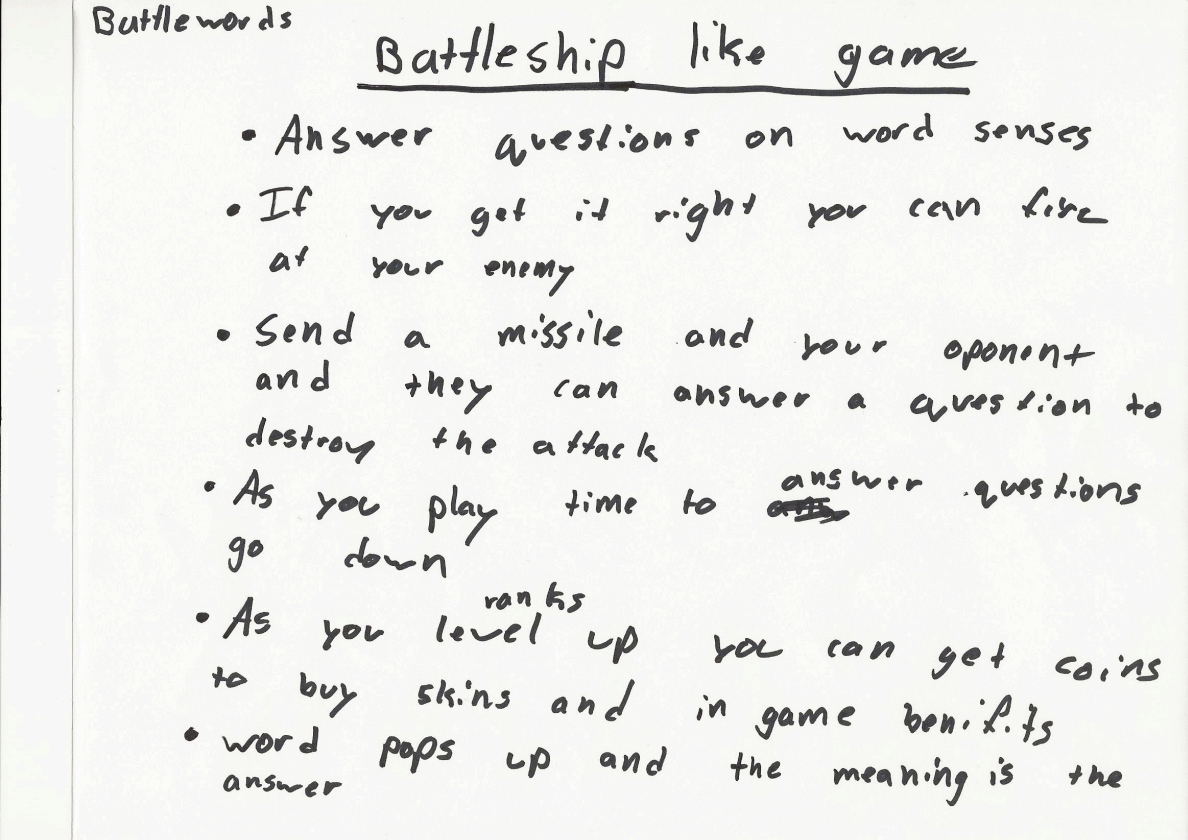 Battlewords
Battleship like game
• Answer questions on word senses
• If you get it right you can fire
at your enemy
• Send a missile and your oponent
and they can answer a question to
destroy the attack
• As you play time to answer questions
go down
ranks
• As you level up you can get coins
to buy skins and in game benifits
• word pops up and the meaning is the
answer